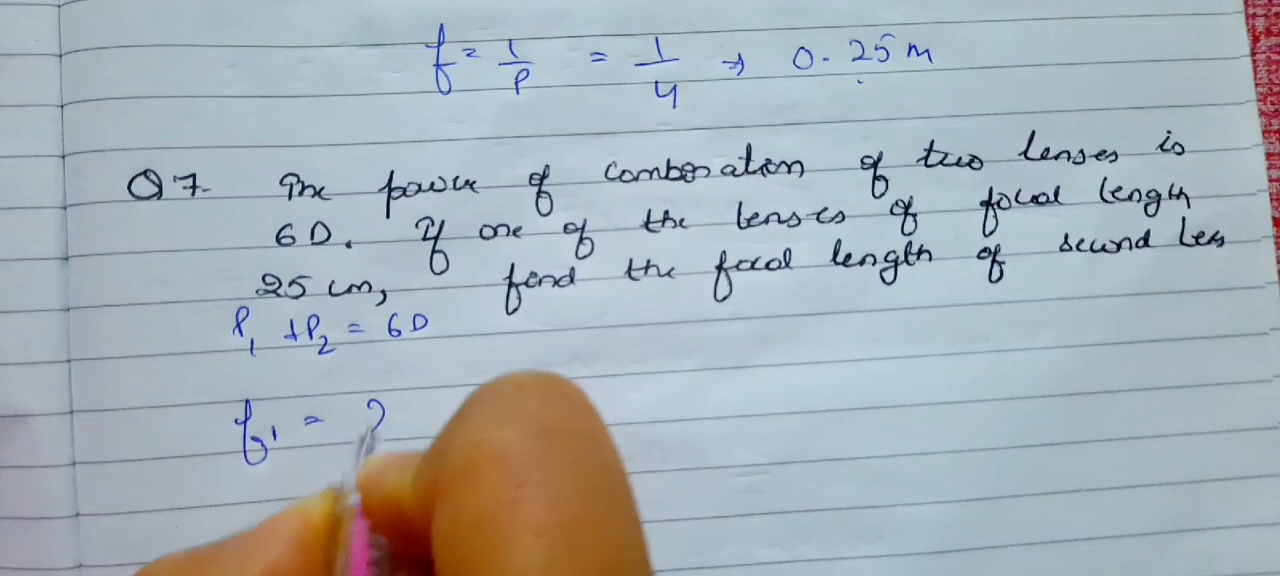 f = 1/P = 1/4 → 0.25 m
Q7. The power of combination of two lenses is
6D. If one of the lenses of focal length
25 cm, find the focal length of second lens
P₁ + P₂ = 6D
f₁ = 2